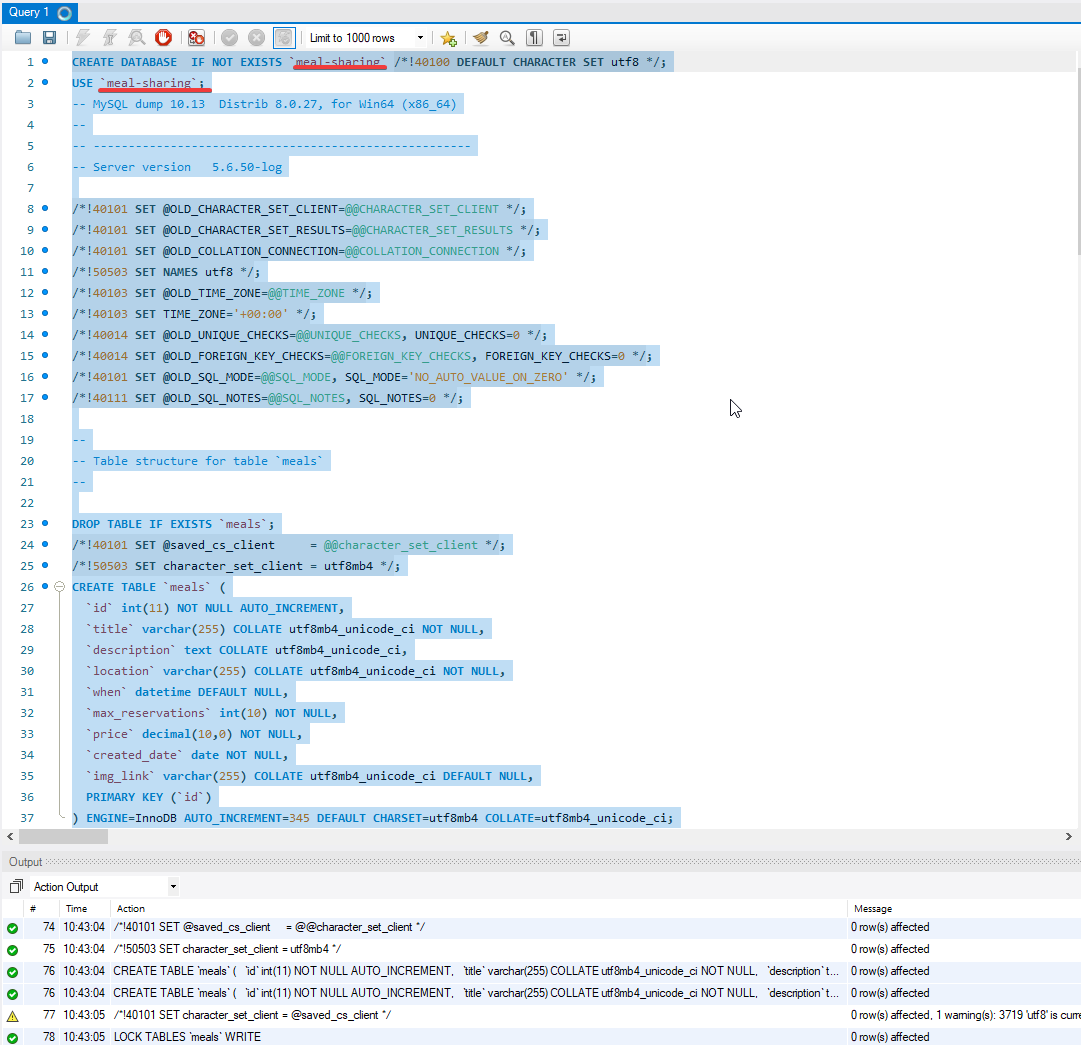 Query 1
Limit to 1000 rows
1 CREATE DATABASE  IF NOT EXISTS `meal-sharing` /*!40100 DEFAULT CHARACTER SET utf8 */;
2 USE `meal-sharing`;
3 -- MySQL dump 10.13  Distrib 8.0.27, for Win64 (x86_64)
4 --
5 -- ------------------------------------------------------
6 -- Server version	5.6.50-log
7
8 /*!40101 SET @OLD_CHARACTER_SET_CLIENT=@@CHARACTER_SET_CLIENT */;
9 /*!40101 SET @OLD_CHARACTER_SET_RESULTS=@@CHARACTER_SET_RESULTS */;
10 /*!40101 SET @OLD_COLLATION_CONNECTION=@@COLLATION_CONNECTION */;
11 /*!50503 SET NAMES utf8 */;
12 /*!40103 SET @OLD_TIME_ZONE=@@TIME_ZONE */;
13 /*!40103 SET TIME_ZONE='+00:00' */;
14 /*!40014 SET @OLD_UNIQUE_CHECKS=@@UNIQUE_CHECKS, UNIQUE_CHECKS=0 */;
15 /*!40014 SET @OLD_FOREIGN_KEY_CHECKS=@@FOREIGN_KEY_CHECKS, FOREIGN_KEY_CHECKS=0 */;
16 /*!40101 SET @OLD_SQL_MODE=@@SQL_MODE, SQL_MODE='NO_AUTO_VALUE_ON_ZERO' */;
17 /*!40111 SET @OLD_SQL_NOTES=@@SQL_NOTES, SQL_NOTES=0 */;
18
19 --
20 -- Table structure for table `meals`
21 --
22
23 DROP TABLE IF EXISTS `meals`;
24 /*!40101 SET @saved_cs_client     = @@character_set_client */;
25 /*!50503 SET character_set_client = utf8mb4 */;
26 CREATE TABLE `meals` (
27 `id` int(11) NOT NULL AUTO_INCREMENT,
28 `title` varchar(255) COLLATE utf8mb4_unicode_ci NOT NULL,
29 `description` text COLLATE utf8mb4_unicode_ci,
30 `location` varchar(255) COLLATE utf8mb4_unicode_ci NOT NULL,
31 `when` datetime DEFAULT NULL,
32 `max_reservations` int(10) NOT NULL,
33 `price` decimal(10,0) NOT NULL,
34 `created_date` date NOT NULL,
35 `img_link` varchar(255) COLLATE utf8mb4_unicode_ci DEFAULT NULL,
36 PRIMARY KEY (`id`)
37 ) ENGINE=InnoDB AUTO_INCREMENT=345 DEFAULT CHARSET=utf8mb4 COLLATE=utf8mb4_unicode_ci;
Output
Action Output
# Time Action Message
74 10:43:04 /*!40101 SET @saved_cs_client     = @@character_set_client */ 0 row(s) affected
75 10:43:04 /*!50503 SET character_set_client = utf8mb4 */ 0 row(s) affected
76 10:43:04 CREATE TABLE `meals` (   `id` int(11) NOT NULL AUTO_INCREMENT,   `title` varchar(255) COLLATE utf8mb4_unicode_ci NOT NULL,   `description` t... 0 row(s) affected
76 10:43:04 CREATE TABLE `meals` (   `id` int(11) NOT NULL AUTO_INCREMENT,   `title` varchar(255) COLLATE utf8mb4_unicode_ci NOT NULL,   `description` t... 0 row(s) affected
77 10:43:05 /*!40101 SET character_set_client = @saved_cs_client */ 0 row(s) affected, 1 warning(s): 3719 'utf8' is curre
78 10:43:05 LOCK TABLES `meals` WRITE 0 row(s) affected